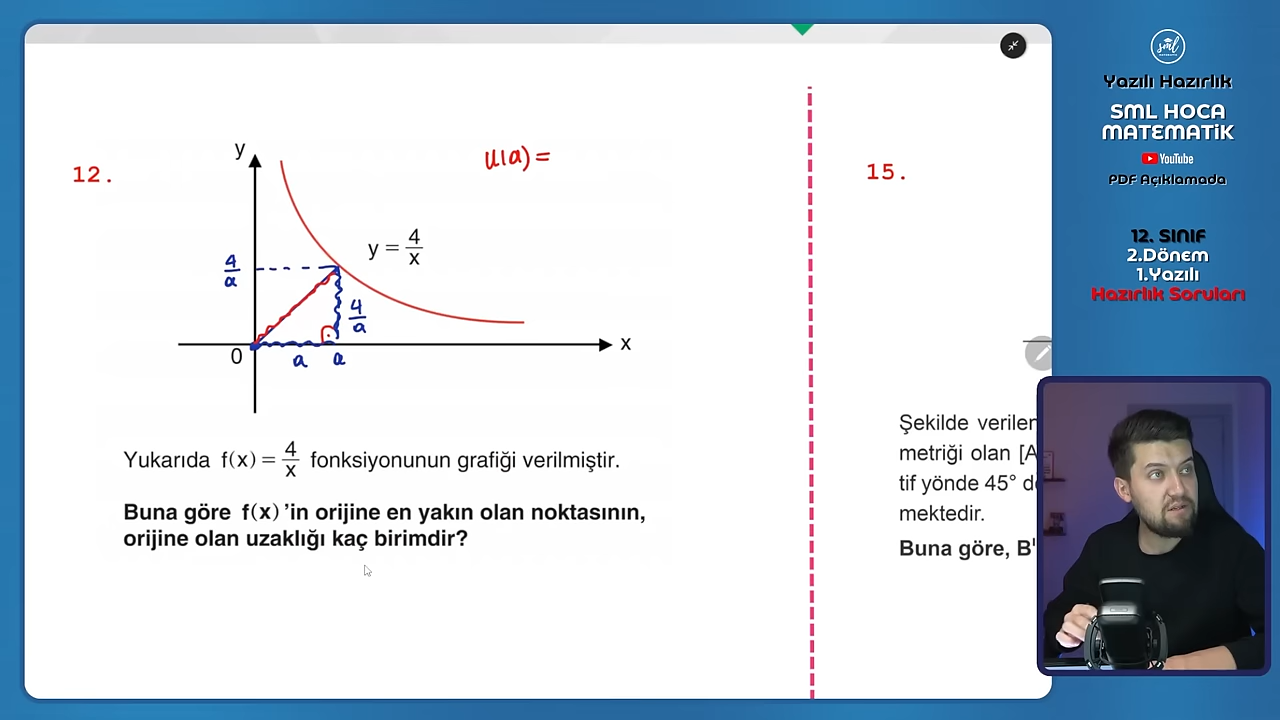 12.
y
u(a) =
y = 4/x
4/a
4/a
0
a
a
x
Yukarıda f(x) = 4/x fonksiyonunun grafiği verilmiştir.
Buna göre f(x) 'in orijine en yakın olan noktasının,
orijine olan uzaklığı kaç birimdir?
15.
Şekilde verilen
metriği olan [A
tif yönde 45° d
mektedir.
Buna göre, B'
sml
Yazılı Hazırlık
SML HOCA
MATEMATİK
YouTube
PDF Açıklamada
12. SINIF
2.Dönem
1.Yazılı
Hazırlık Soruları